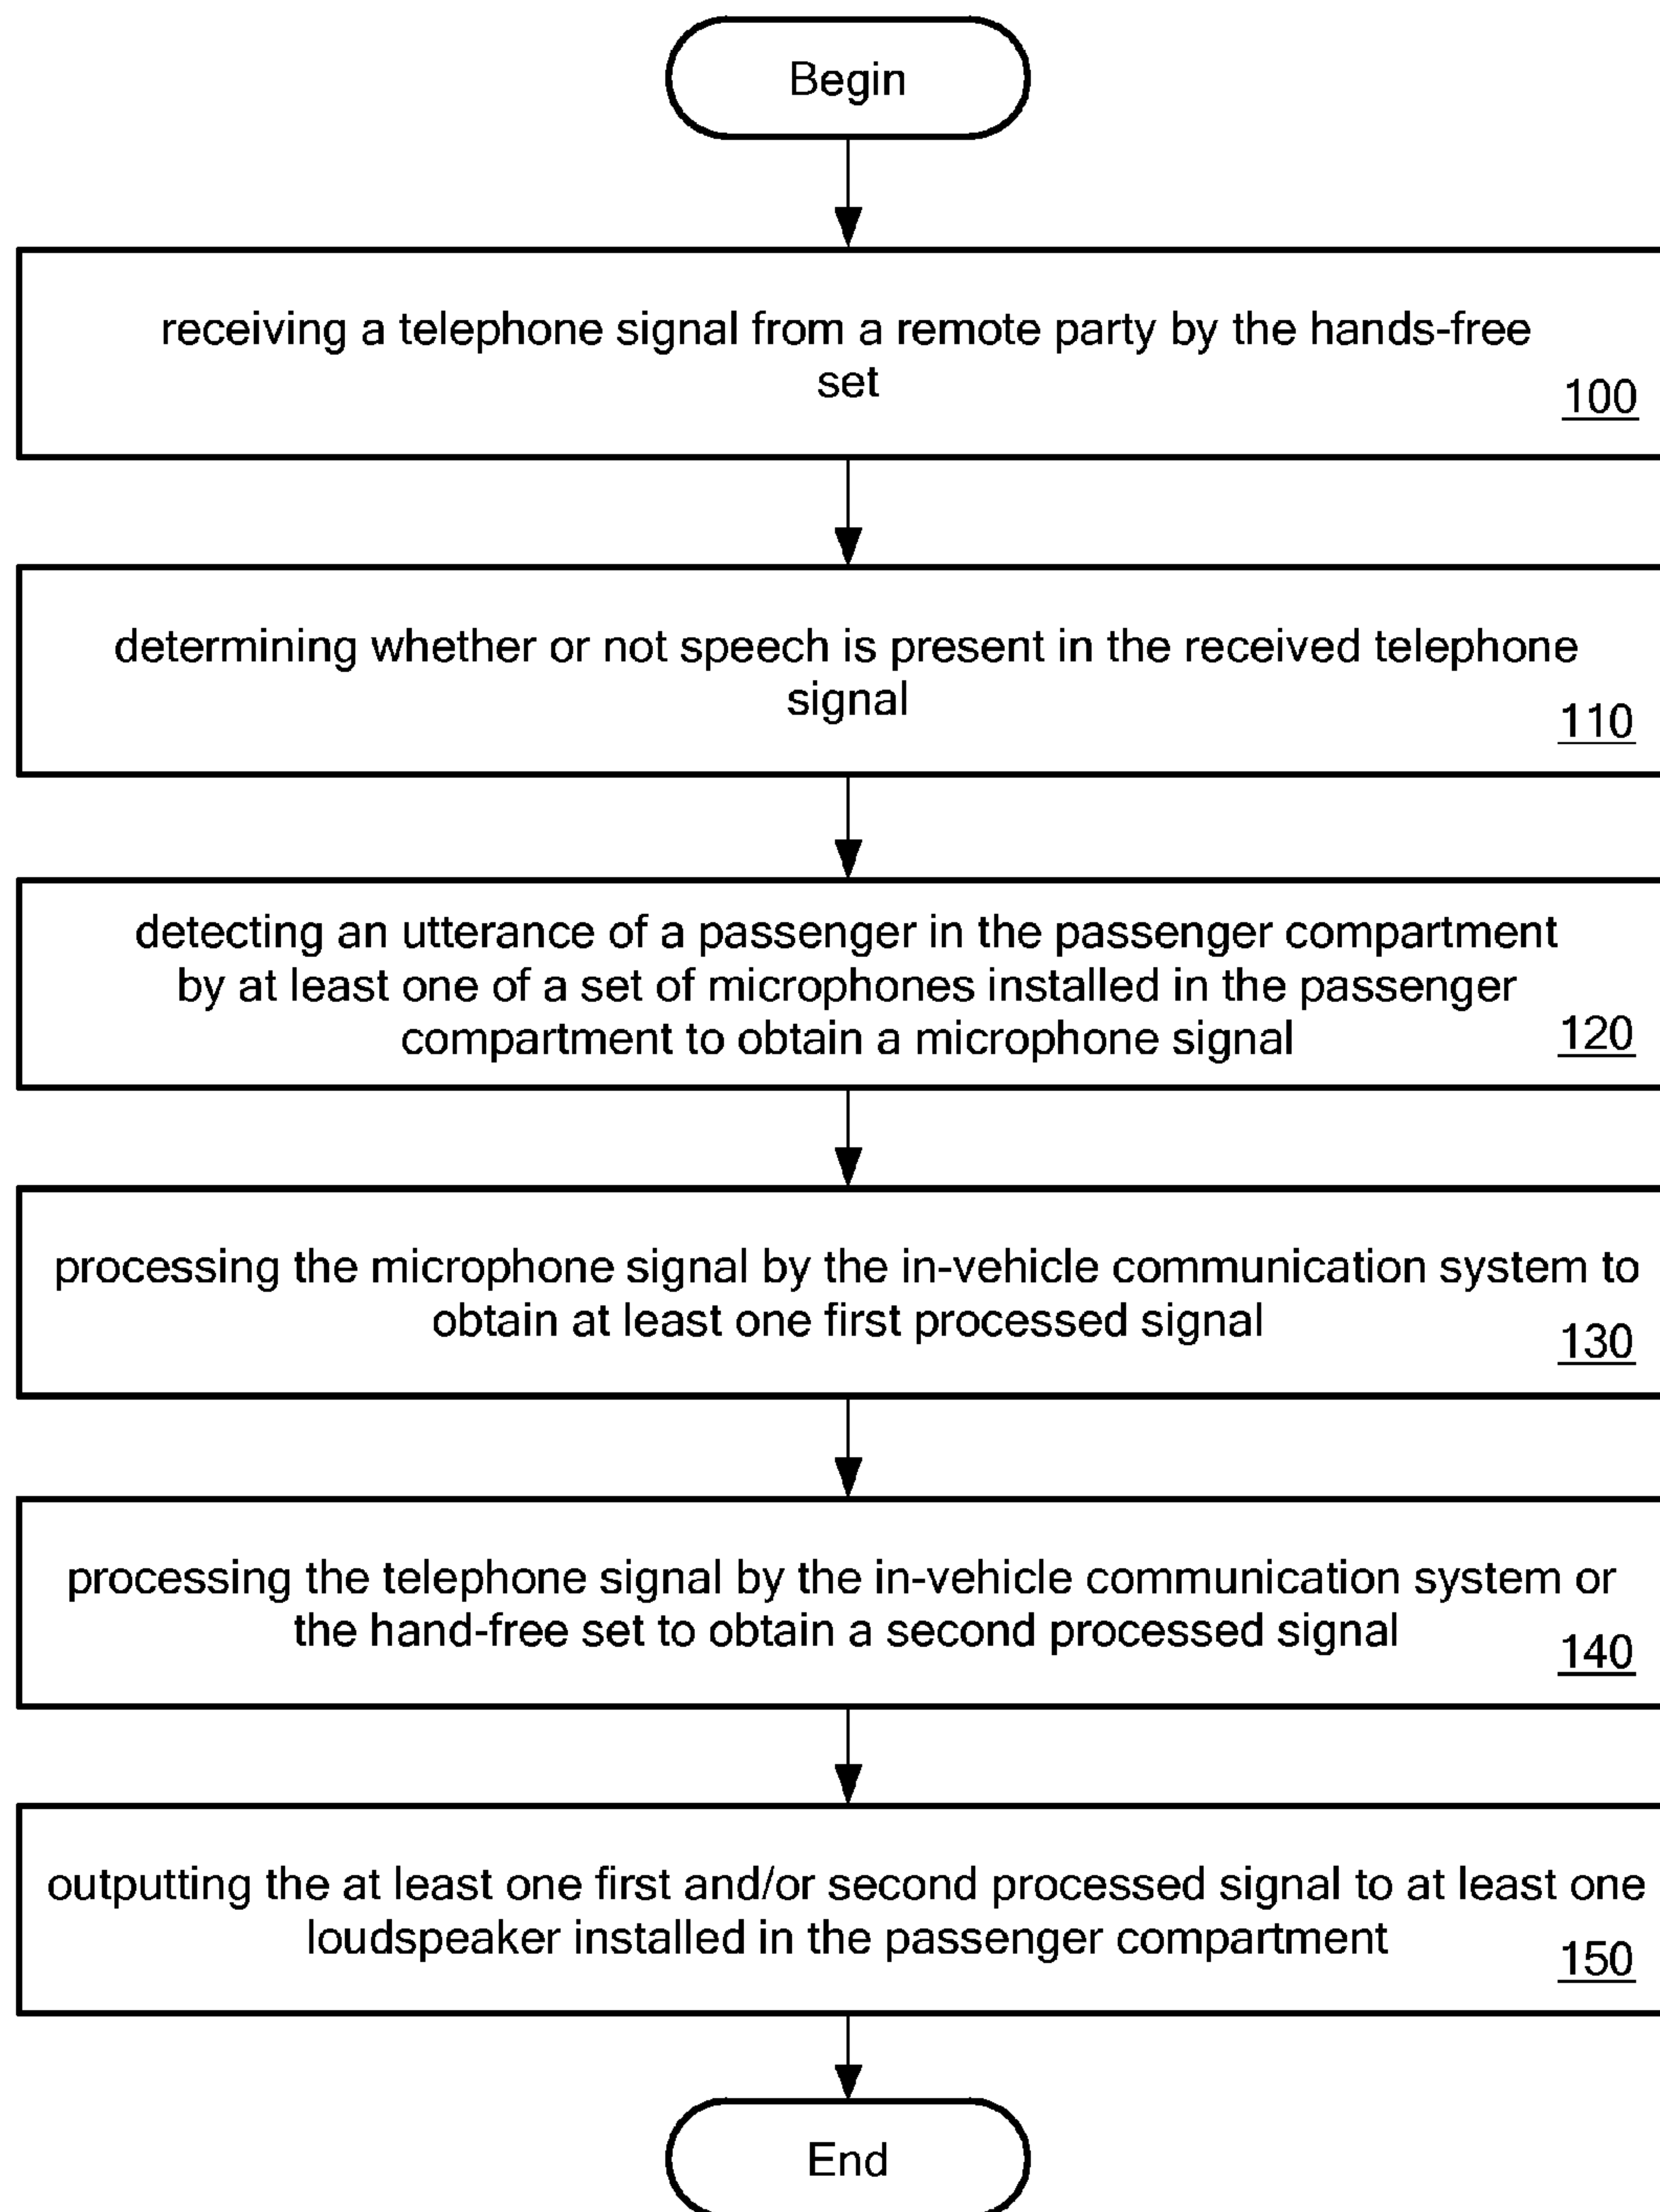 Begin
receiving a telephone signal from a remote party by the hands-free
set
100
determining whether or not speech is present in the received telephone
signal
110
detecting an utterance of a passenger in the passenger compartment
by at least one of a set of microphones installed in the passenger
compartment to obtain a microphone signal
120
processing the microphone signal by the in-vehicle communication system to
obtain at least one first processed signal
130
processing the telephone signal by the in-vehicle communication system or
the hand-free set to obtain a second processed signal
140
outputting the at least one first and/or second processed signal to at least one
loudspeaker installed in the passenger compartment
150
End